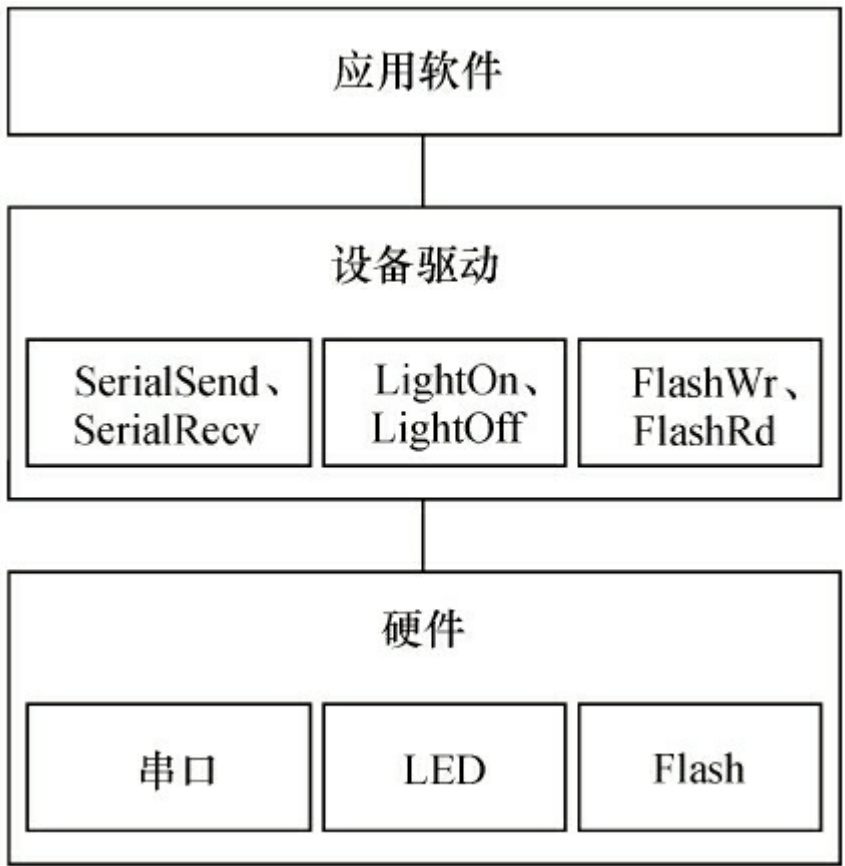 应用软件
设备驱动
SerialSend、
SerialRecv
LightOn、
LightOff
FlashWr、
FlashRd
硬件
串口
LED
Flash